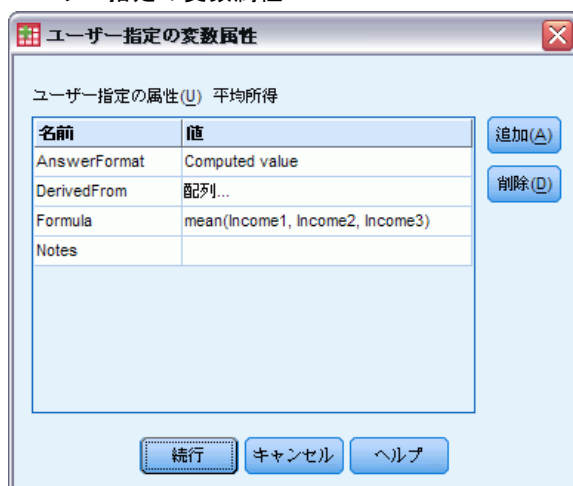 ユーザー指定の変数属性
ユーザー指定の属性(U) 平均所得
名前 値
AnswerFormat Computed value
DerivedFrom 配列...
Formula mean(Income1, Income2, Income3)
Notes
追加(A)
削除(D)
続行 キャンセル ヘルプ